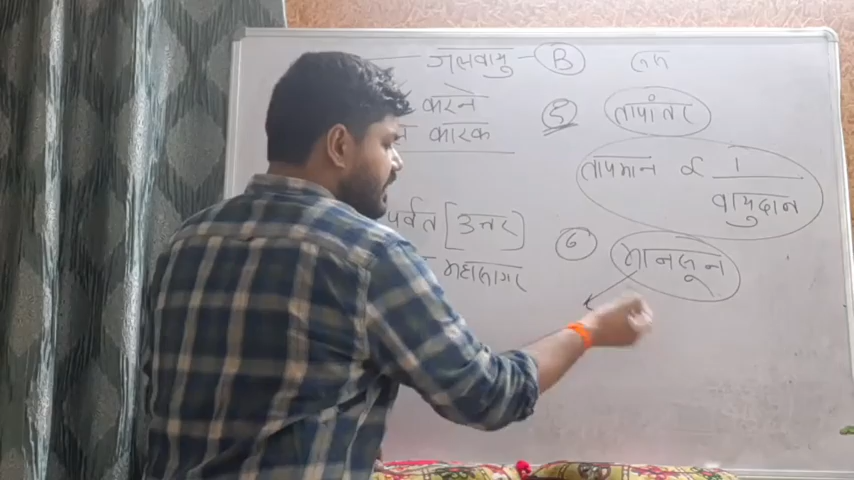 जलवायु B
करन
कारक
पर्वत [उत्तर]
महासागर
5 तापांतर
तापमान ∝ 1
वायुदाब
6 मानसून